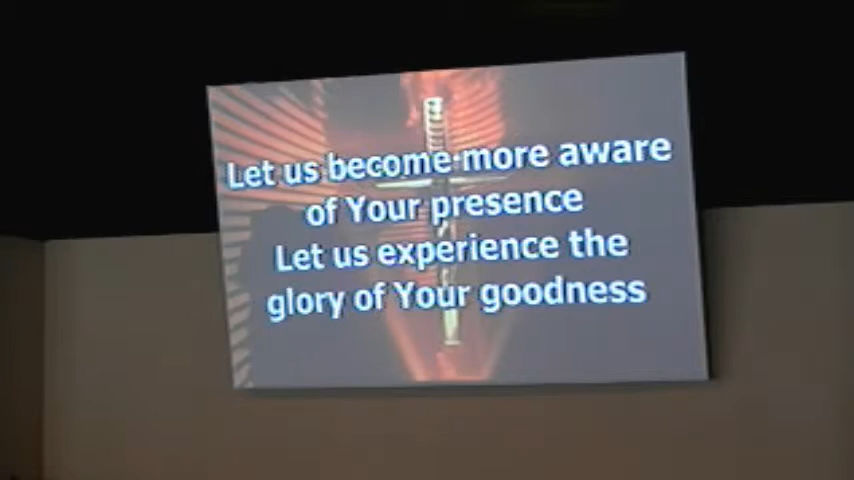 Let us become more aware
of Your presence
Let us experience the
glory of Your goodness